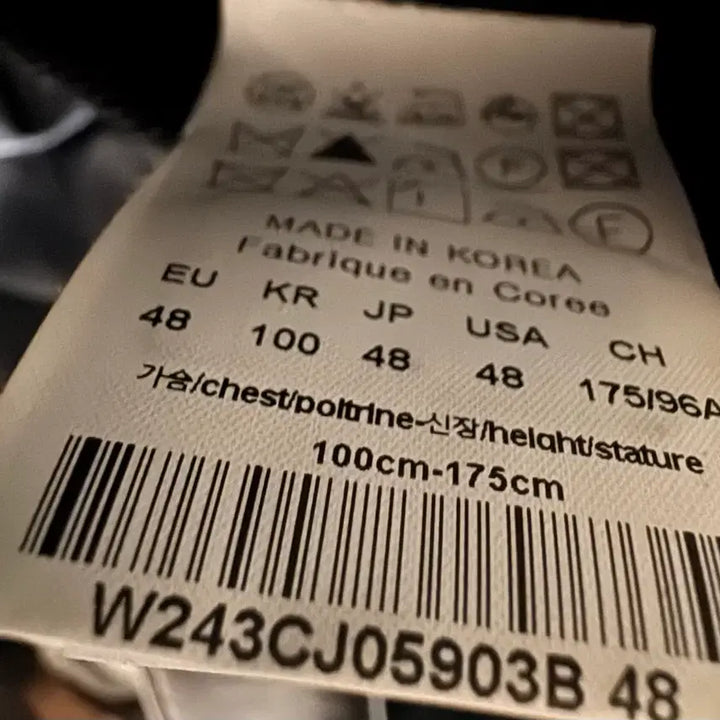 MADE IN KOREA
Fabrique en Coree
EU KR JP USA CH
48 100 48 48 175/96A
가슴/chest/poitrine-신장/height/stature
100cm-175cm
W243CJ05903B 48